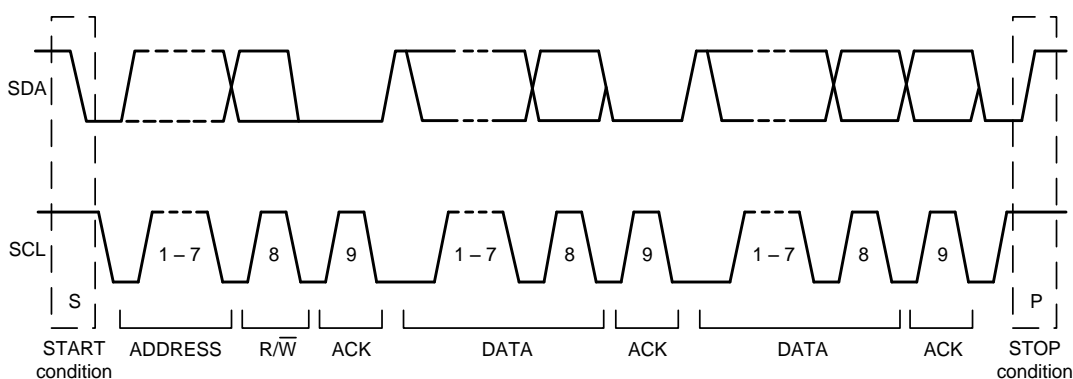 SDA
SCL
1 – 7 8 9 1 – 7 8 9 1 – 7 8 9
S P
START condition ADDRESS R/W̅ ACK DATA ACK DATA ACK STOP condition